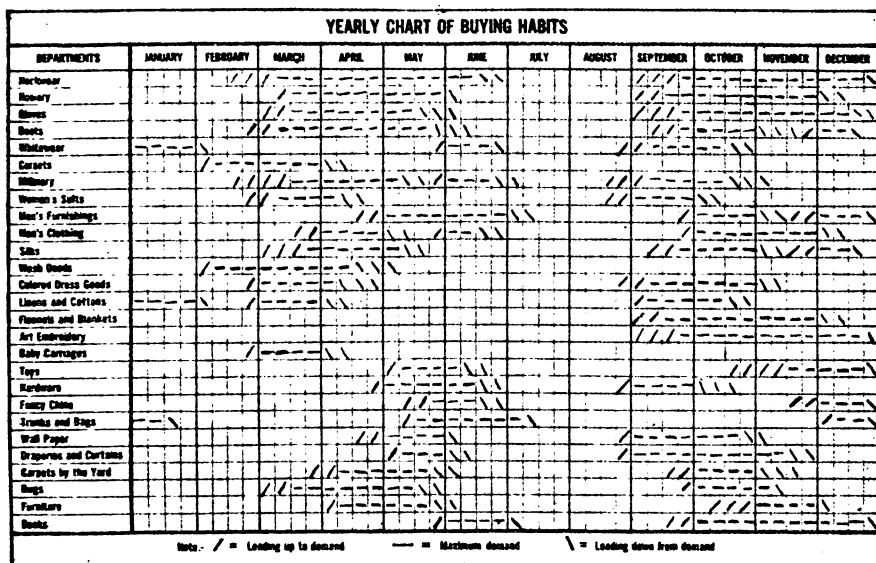 YEARLY CHART OF BUYING HABITS
DEPARTMENTS JANUARY FEBRUARY MARCH APRIL MAY JUNE JULY AUGUST SEPTEMBER OCTOBER NOVEMBER DECEMBER
Neckwear
Hosiery
Gloves
Boots
Whitewear
Corsets
Millinery
Women's Suits
Men's Furnishings
Men's Clothing
Silks
Wash Goods
Colored Dress Goods
Linens and Cottons
Flannels and Blankets
Art Embroidery
Baby Carriages
Toys
Hardware
Fancy China
Trunks and Bags
Wall Paper
Draperies and Curtains
Carpets by the Yard
Rugs
Furniture
Books
Note.- / = Leading up to demand — = Maximum demand \ = Leading down from demand